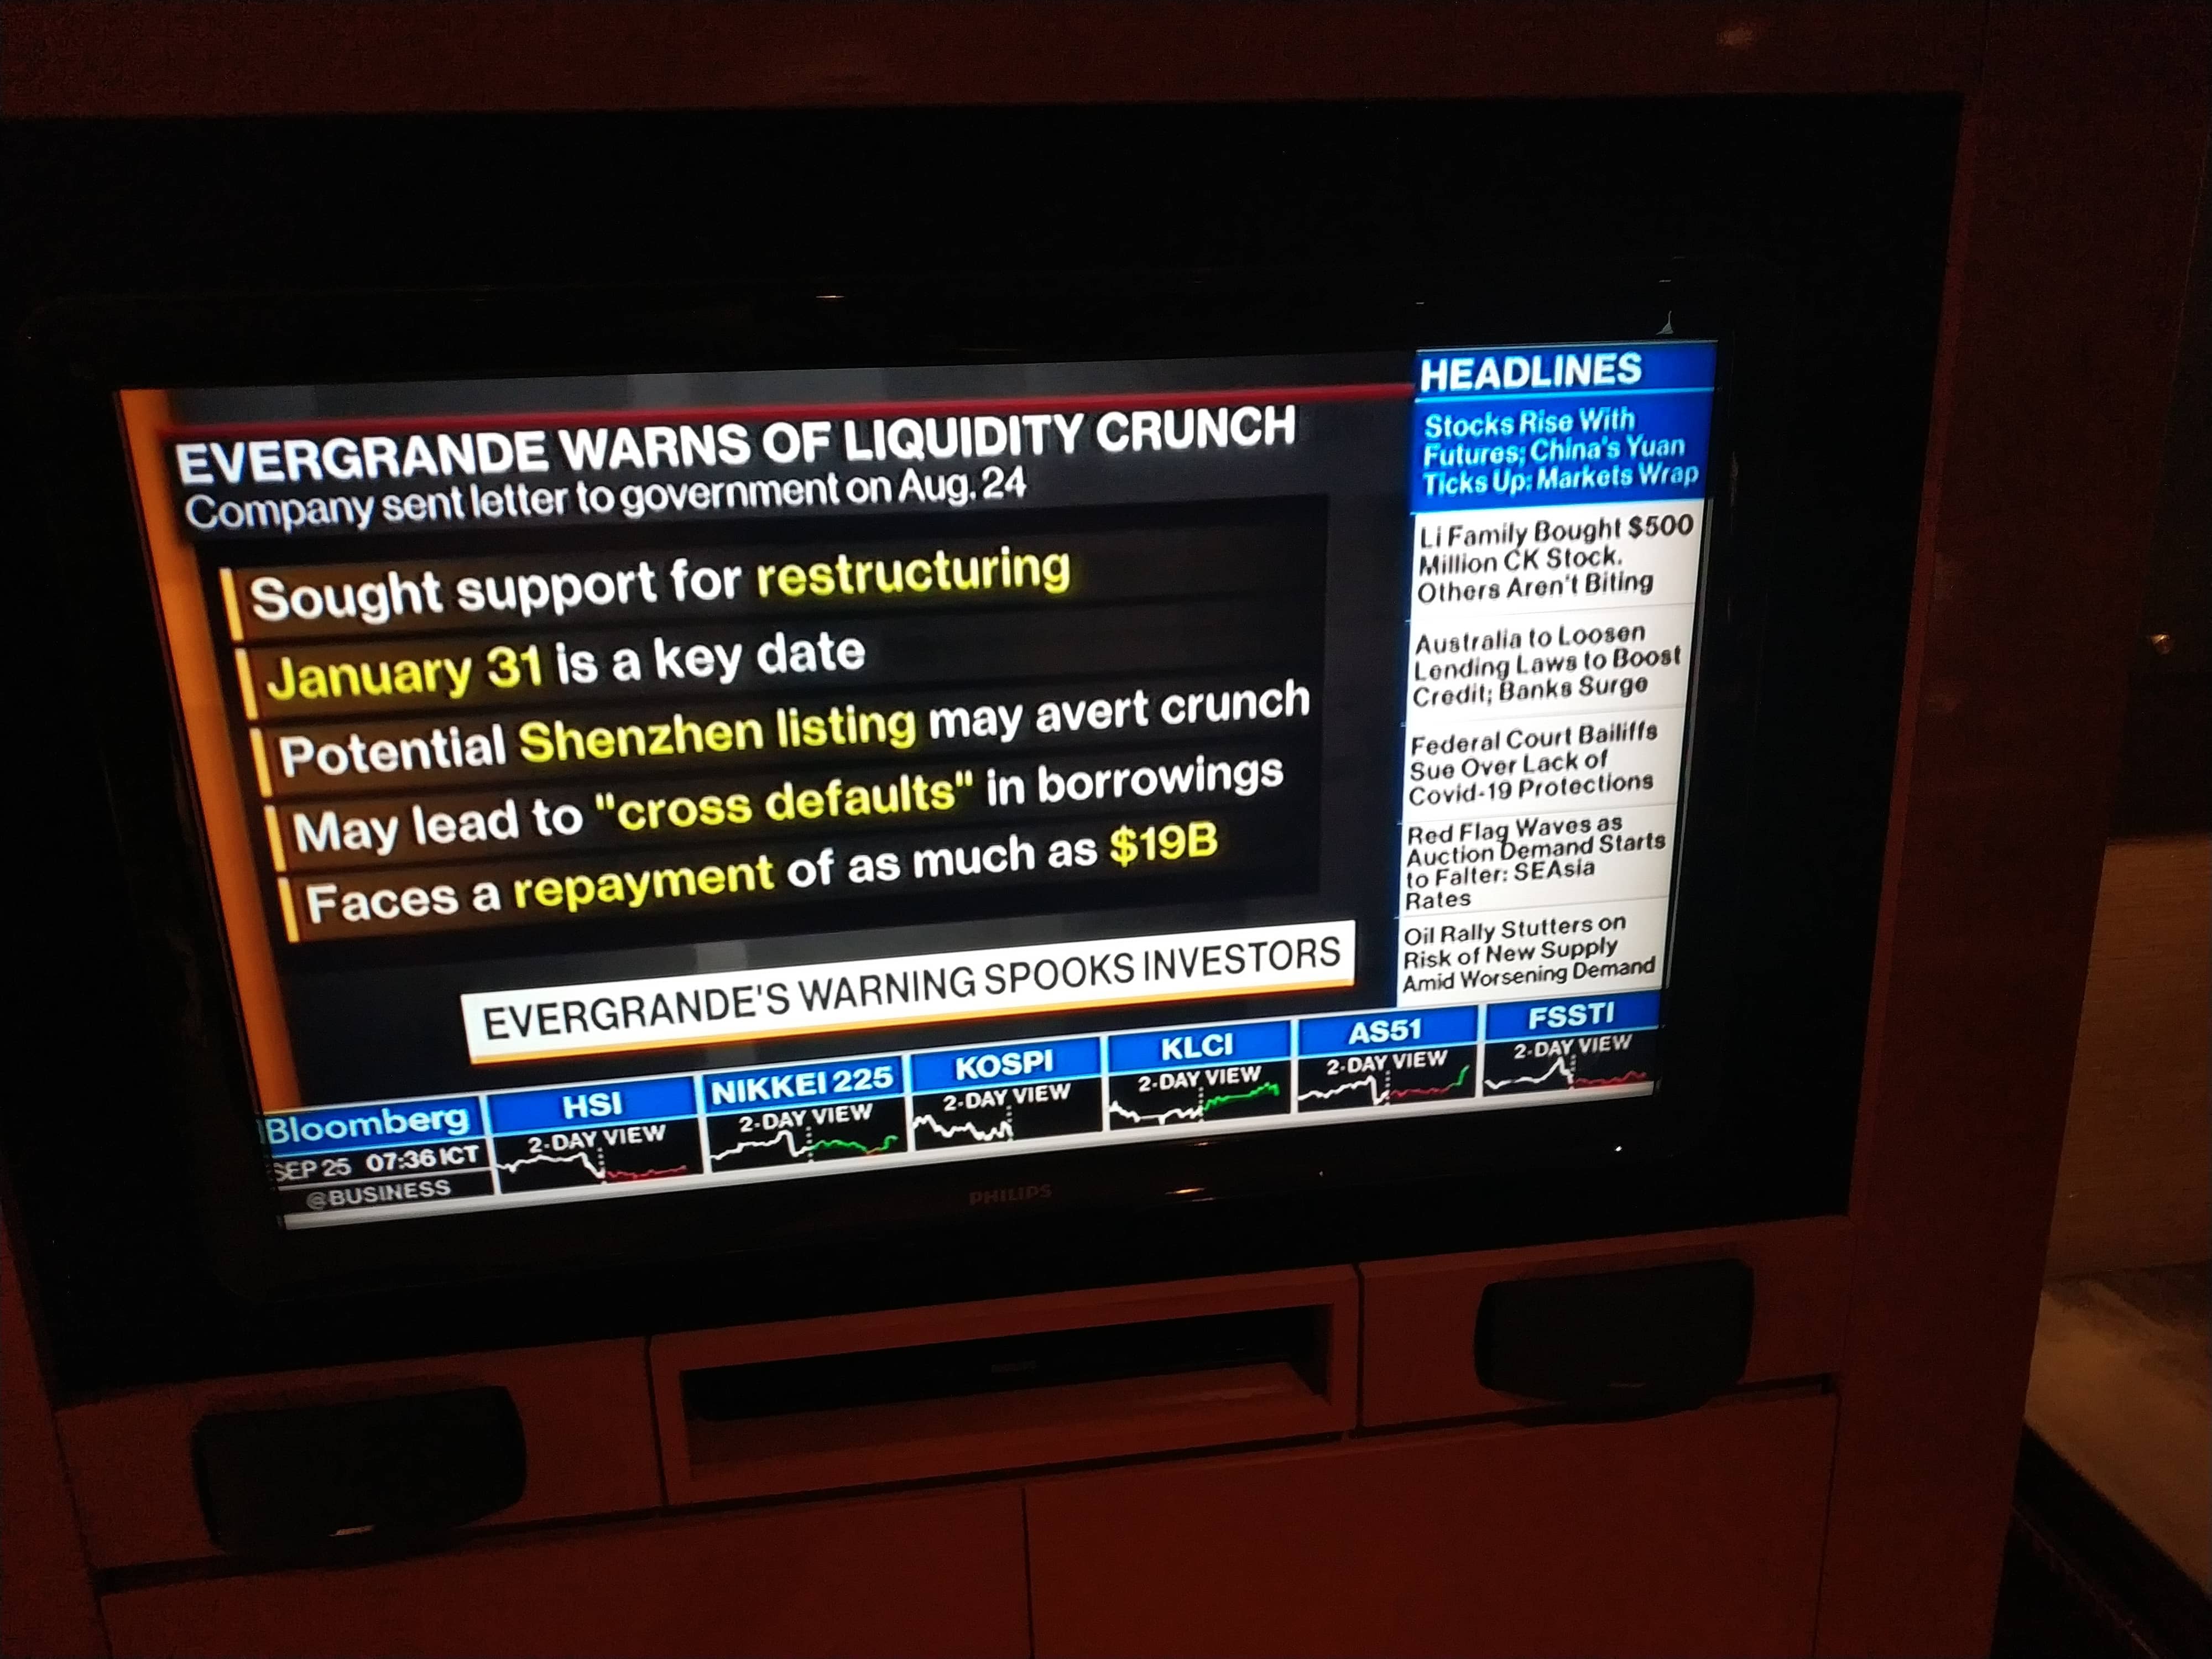 EVERGRANDE WARNS OF LIQUIDITY CRUNCH
Company sent letter to government on Aug. 24
Sought support for restructuring
January 31 is a key date
Potential Shenzhen listing may avert crunch
May lead to "cross defaults" in borrowings
Faces a repayment of as much as $19B
EVERGRANDE'S WARNING SPOOKS INVESTORS
HEADLINES
Stocks Rise With
Futures; China's Yuan
Ticks Up: Markets Wrap
Li Family Bought $500
Million CK Stock.
Others Aren't Biting
Australia to Loosen
Lending Laws to Boost
Credit; Banks Surge
Federal Court Bailiffs
Sue Over Lack of
Covid-19 Protections
Red Flag Waves as
Auction Demand Starts
to Falter: SEAsia
Rates
Oil Rally Stutters on
Risk of New Supply
Amid Worsening Demand
Bloomberg
SEP 25 07:36 ICT
@BUSINESS
HSI
2-DAY VIEW
NIKKEI 225
2-DAY VIEW
KOSPI
2-DAY VIEW
KLCI
2-DAY VIEW
AS51
2-DAY VIEW
FSSTI
2-DAY VIEW
PHILIPS